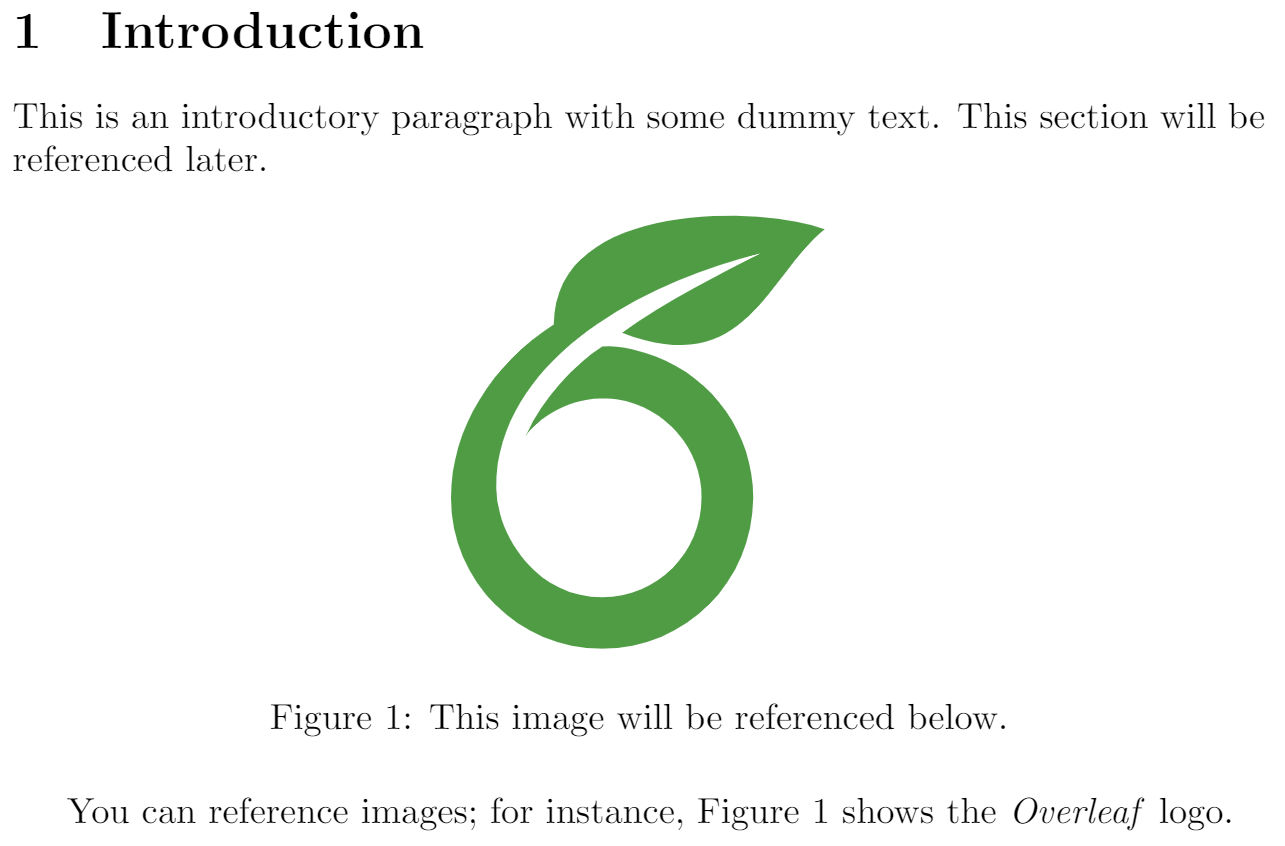 1 Introduction
This is an introductory paragraph with some dummy text. This section will be
referenced later.
Figure 1: This image will be referenced below.
You can reference images; for instance, Figure 1 shows the Overleaf logo.